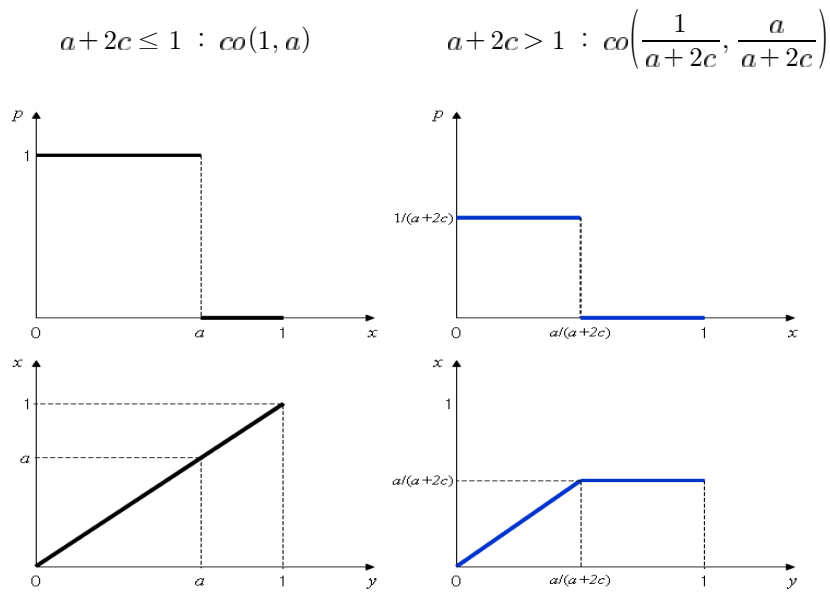 a + 2c ≤ 1 : co(1, a)
a + 2c > 1 : co(1/(a + 2c), a/(a + 2c))
p
1
0
a
1
x
p
1/(a+2c)
0
a/(a+2c)
1
x
x
1
a
0
a
1
y
x
1
a/(a+2c)
0
a/(a+2c)
1
y